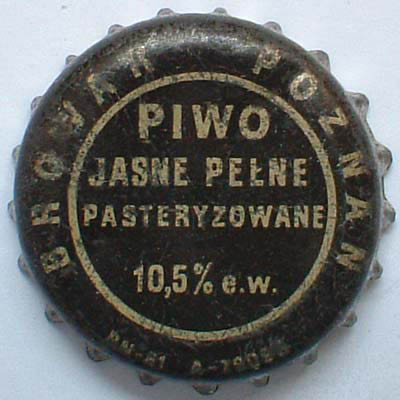 BROWAR POZNAŃ
PIWO
JASNE PEŁNE
PASTERYZOWANE
10,5% e.w.